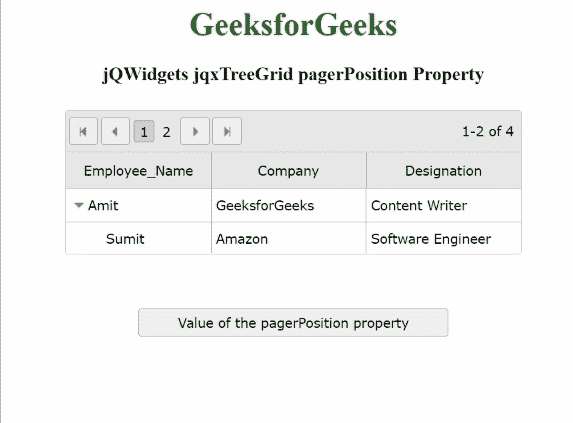 GeeksforGeeks
jQWidgets jqxTreeGrid pagerPosition Property
1 2 1-2 of 4
Employee_Name Company Designation
Amit GeeksforGeeks Content Writer
Sumit Amazon Software Engineer
Value of the pagerPosition property